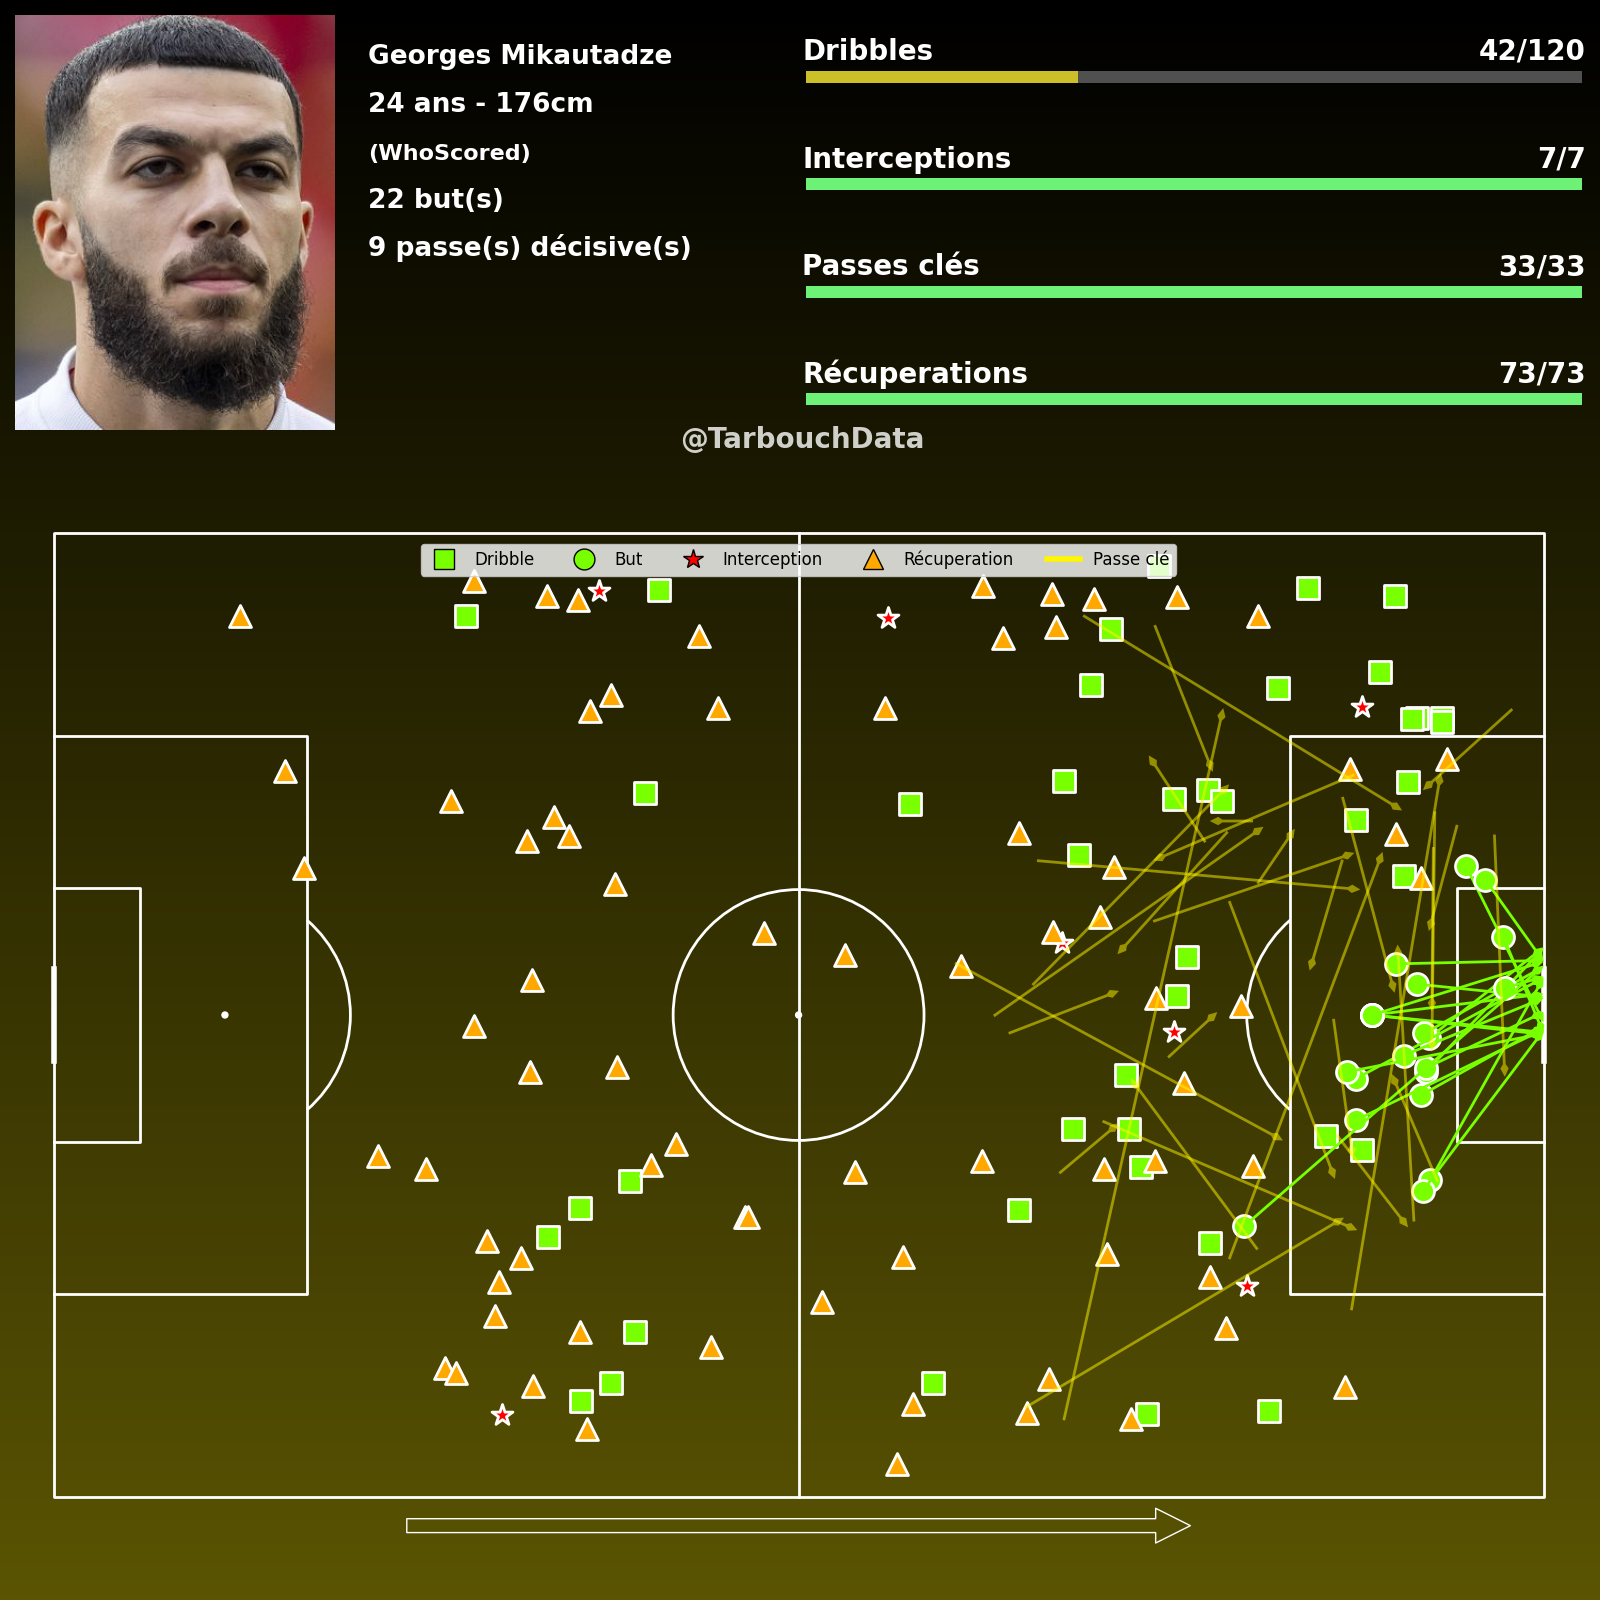 Georges Mikautadze
24 ans - 176cm
(WhoScored)
22 but(s)
9 passe(s) décisive(s)
Dribbles 42/120
Interceptions 7/7
Passes clés 33/33
Récuperations 73/73
@TarbouchData
Dribble But Interception Récuperation Passe clé